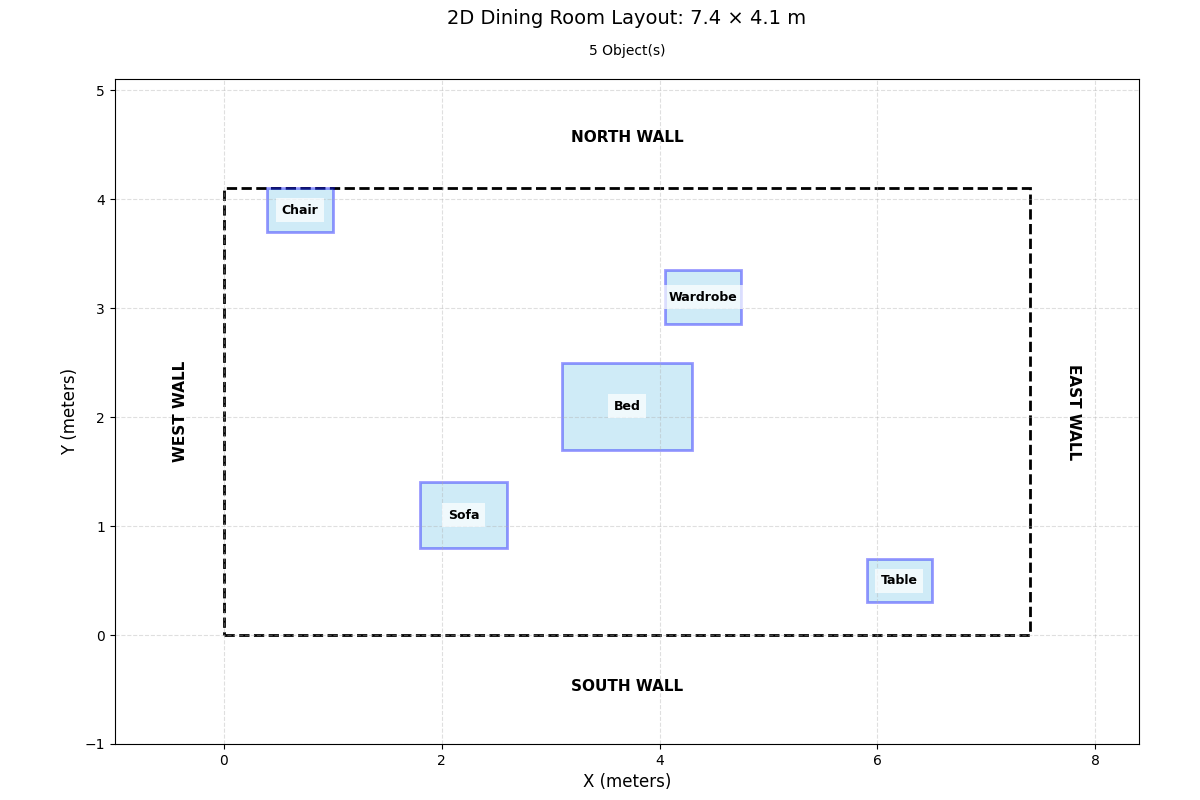 2D Dining Room Layout: 7.4 × 4.1 m
5 Object(s)
5
NORTH WALL
4
Chair
Wardrobe
3
WEST WALL
EAST WALL
Y (meters)
Bed
2
Sofa
1
Table
0
SOUTH WALL
−1
0 2 4 6 8
X (meters)